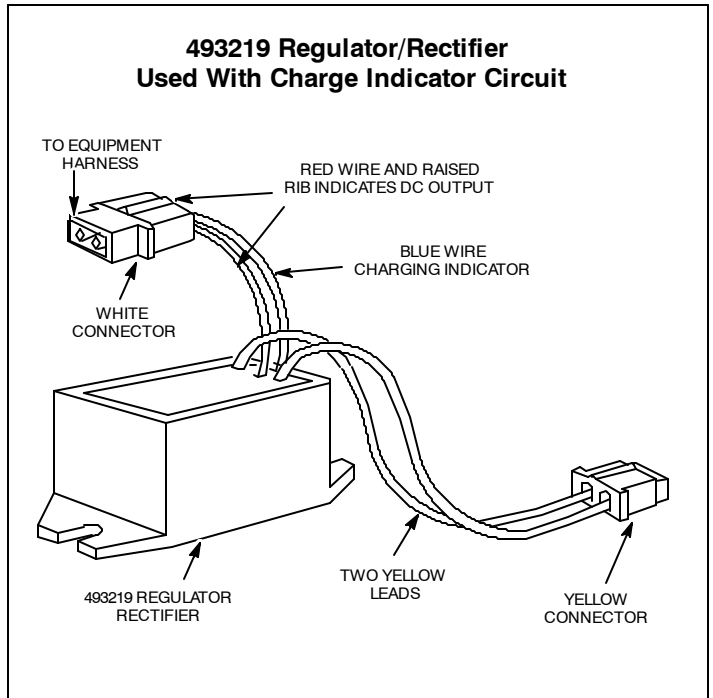 493219 Regulator/Rectifier
Used With Charge Indicator Circuit
TO EQUIPMENT
HARNESS
RED WIRE AND RAISED
RIB INDICATES DC OUTPUT
BLUE WIRE
CHARGING INDICATOR
WHITE
CONNECTOR
493219 REGULATOR
RECTIFIER
TWO YELLOW
LEADS
YELLOW
CONNECTOR